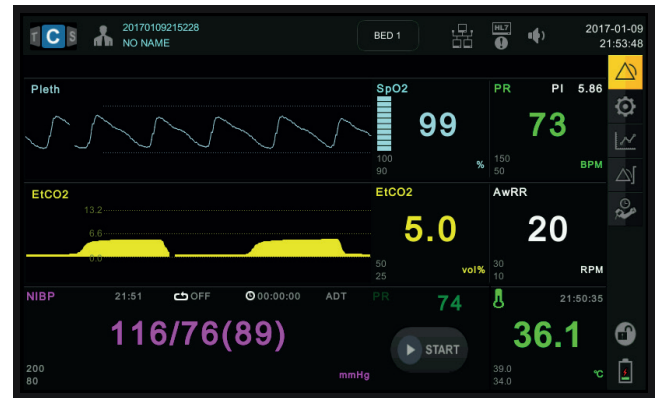 T C S
20170109215228
NO NAME
BED 1
HL7
2017-01-09
21:53:48
Pleth
SpO2
99
100
90
%
PR
PI 5.86
73
150
50
BPM
EtCO2
13.2
6.6
0.0
EtCO2
5.0
50
25
vol%
AwRR
20
30
10
RPM
NIBP
21:51
OFF
00:00:00
ADT
PR
74
116/76(89)
START
200
80
mmHg
21:50:35
36.1
39.0
34.0
°C